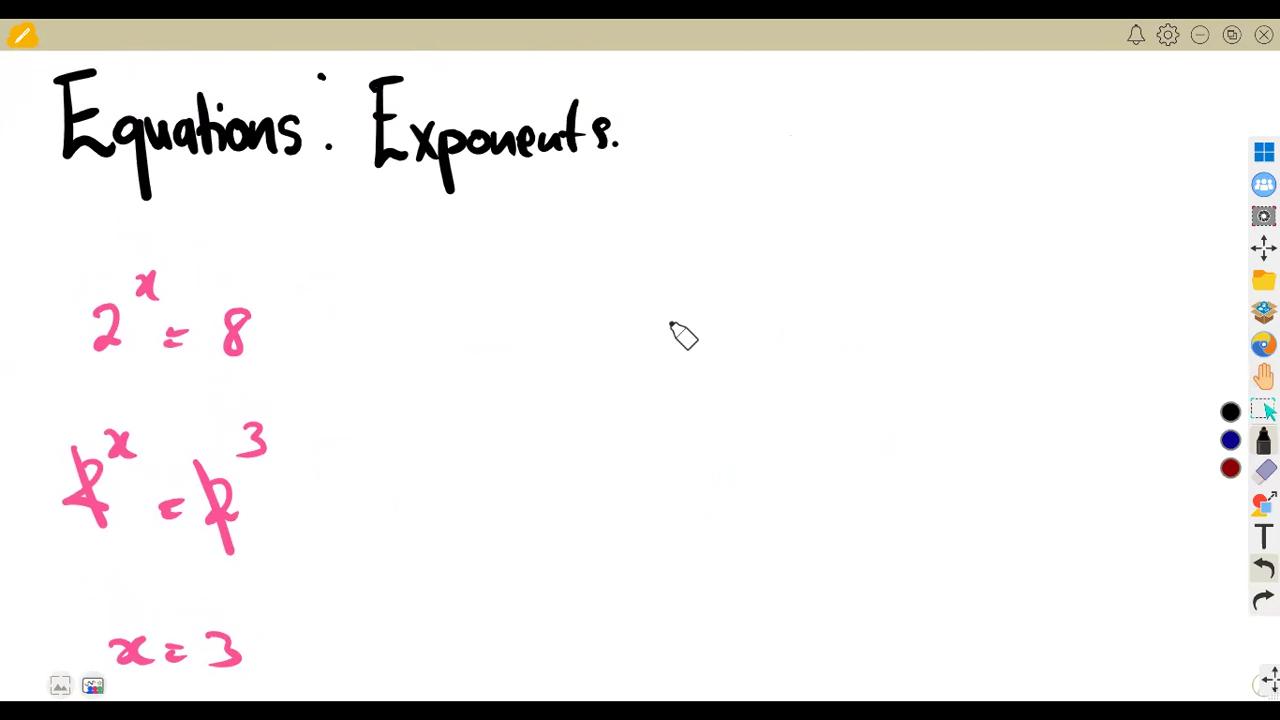 Equations: Exponents.
2^x = 8
2^x = 2^3
x = 3
T